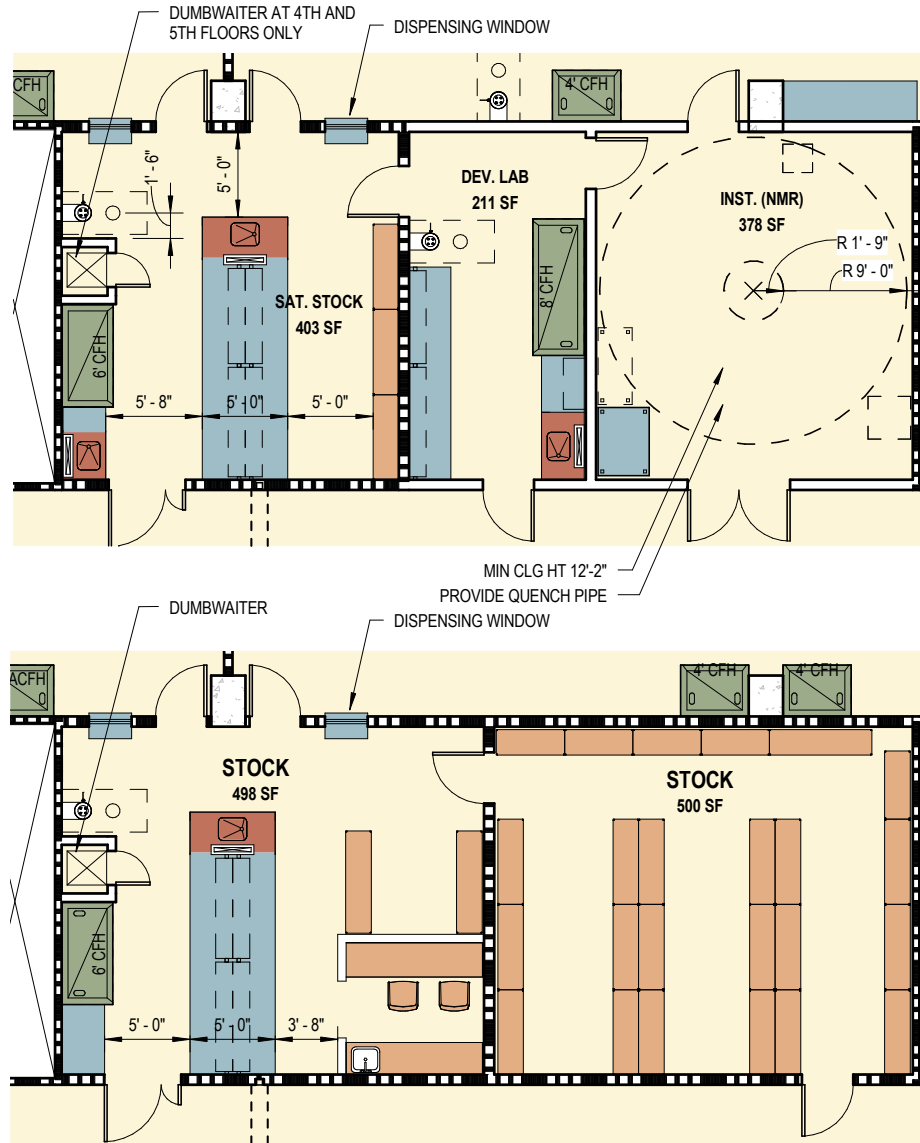 DUMBWAITER AT 4TH AND
5TH FLOORS ONLY
DISPENSING WINDOW
CFH
4' CFH
1' - 6"
5' - 0"
DEV. LAB
211 SF
INST. (NMR)
378 SF
R 1' - 9"
R 9' - 0"
8' CFH
SAT. STOCK
403 SF
6' CFH
5' - 8"
5' - 0"
5' - 0"
MIN CLG HT 12'-2"
PROVIDE QUENCH PIPE
DUMBWAITER
DISPENSING WINDOW
ACFH
4' CFH
4' CFH
STOCK
498 SF
STOCK
500 SF
6' CFH
5' - 0"
5' - 0"
3' - 8"